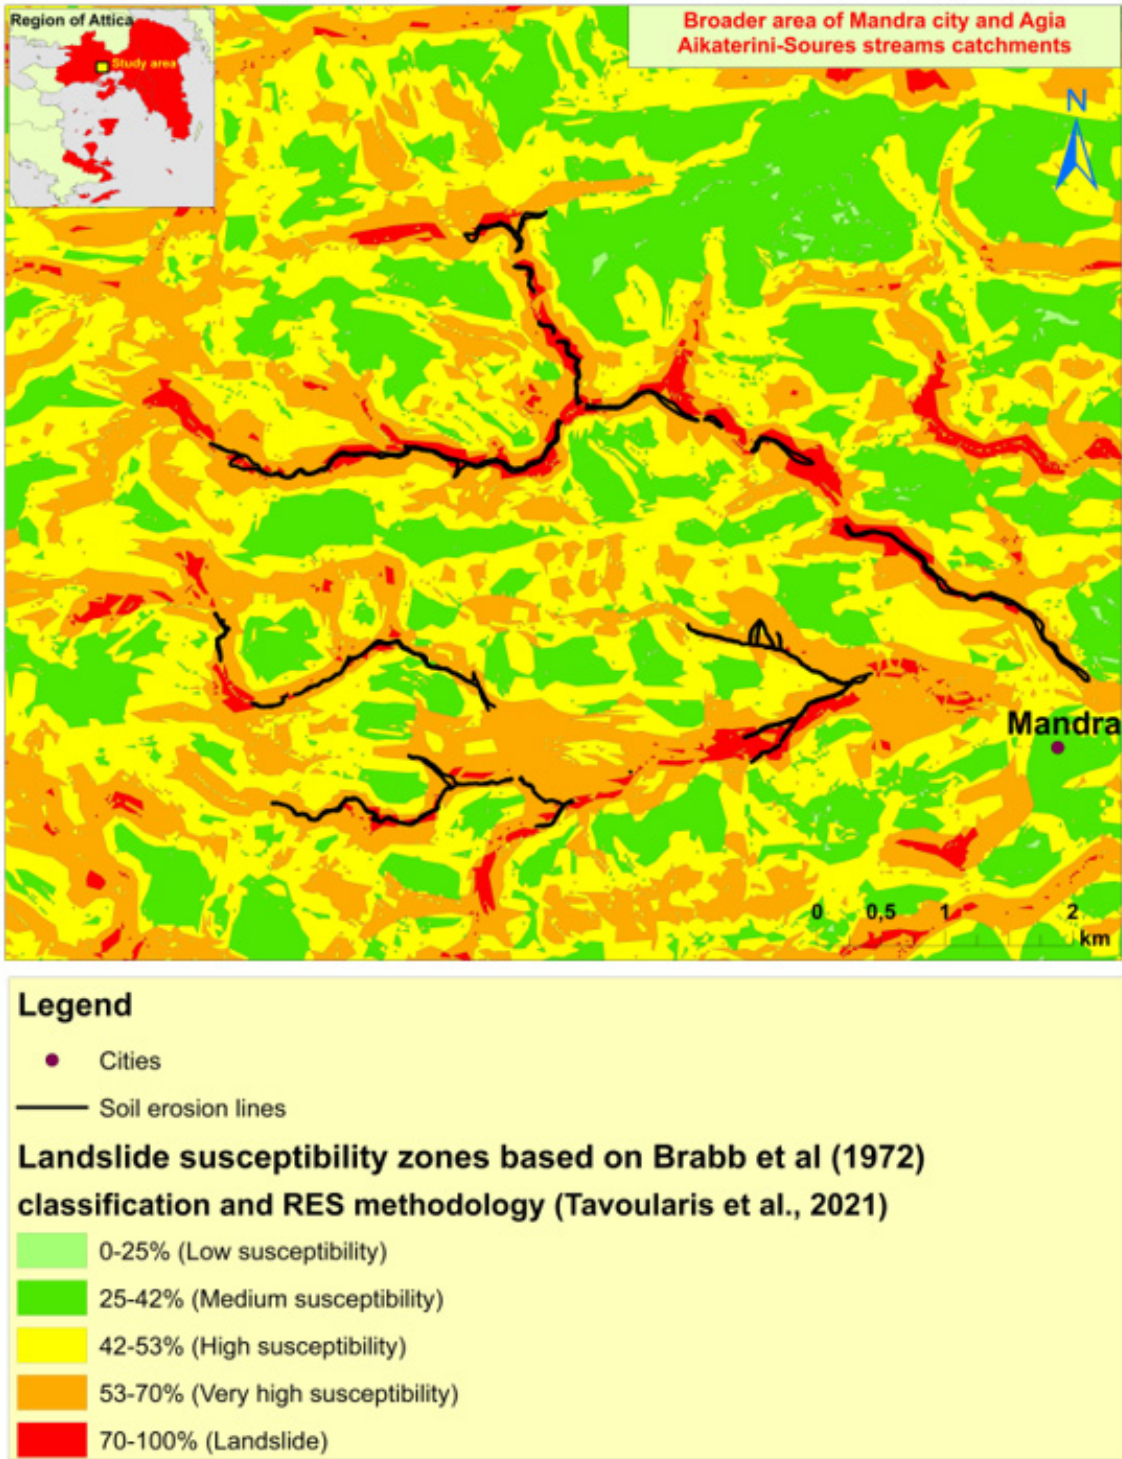 Region of Attica
Study area
Broader area of Mandra city and Agia
Aikaterini-Soures streams catchments
N
Mandra
0 0,5 1 2
km
Legend
Cities
Soil erosion lines
Landslide susceptibility zones based on Brabb et al (1972)
classification and RES methodology (Tavoularis et al., 2021)
0-25% (Low susceptibility)
25-42% (Medium susceptibility)
42-53% (High susceptibility)
53-70% (Very high susceptibility)
70-100% (Landslide)